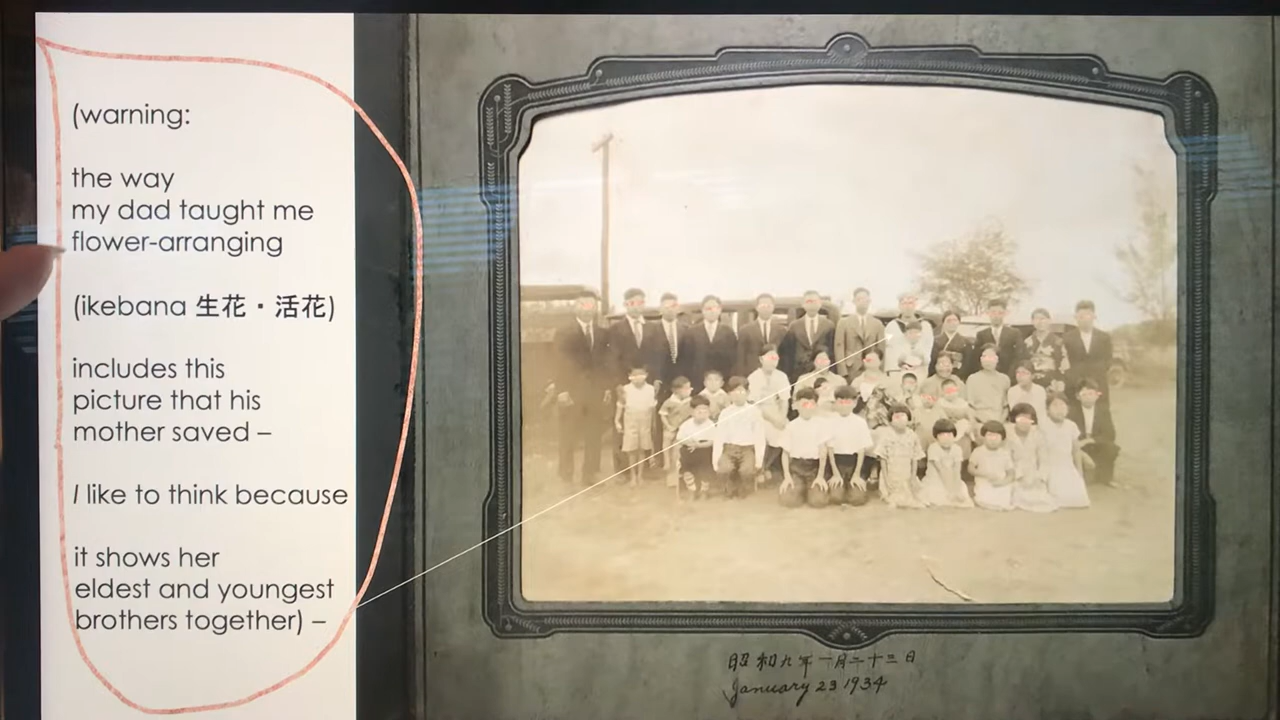 (warning:
the way
my dad taught me
flower-arranging
(ikebana 生花・活花)
includes this
picture that his
mother saved –
I like to think because
it shows her
eldest and youngest
brothers together) –
昭和九年一月二十三日
January 23 1934